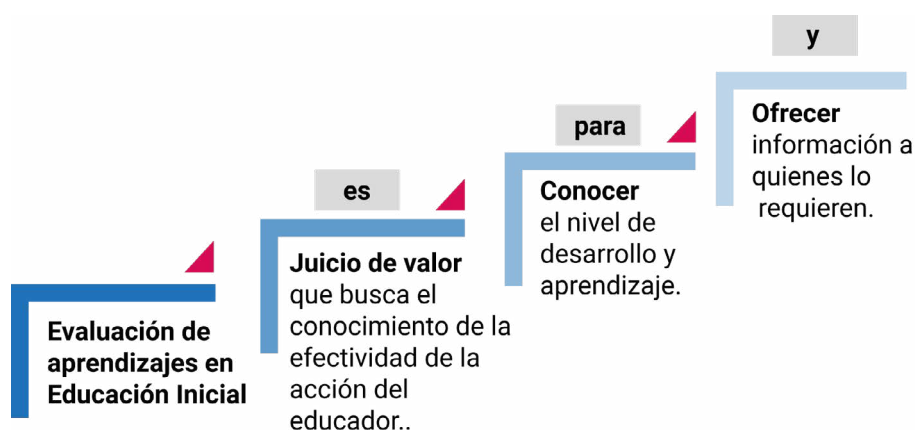 Evaluación de
aprendizajes en
Educación Inicial
es
Juicio de valor
que busca el
conocimiento de la
efectividad de la
acción del
educador..
para
Conocer
el nivel de
desarrollo y
aprendizaje.
y
Ofrecer
información a
quienes lo
requieren.